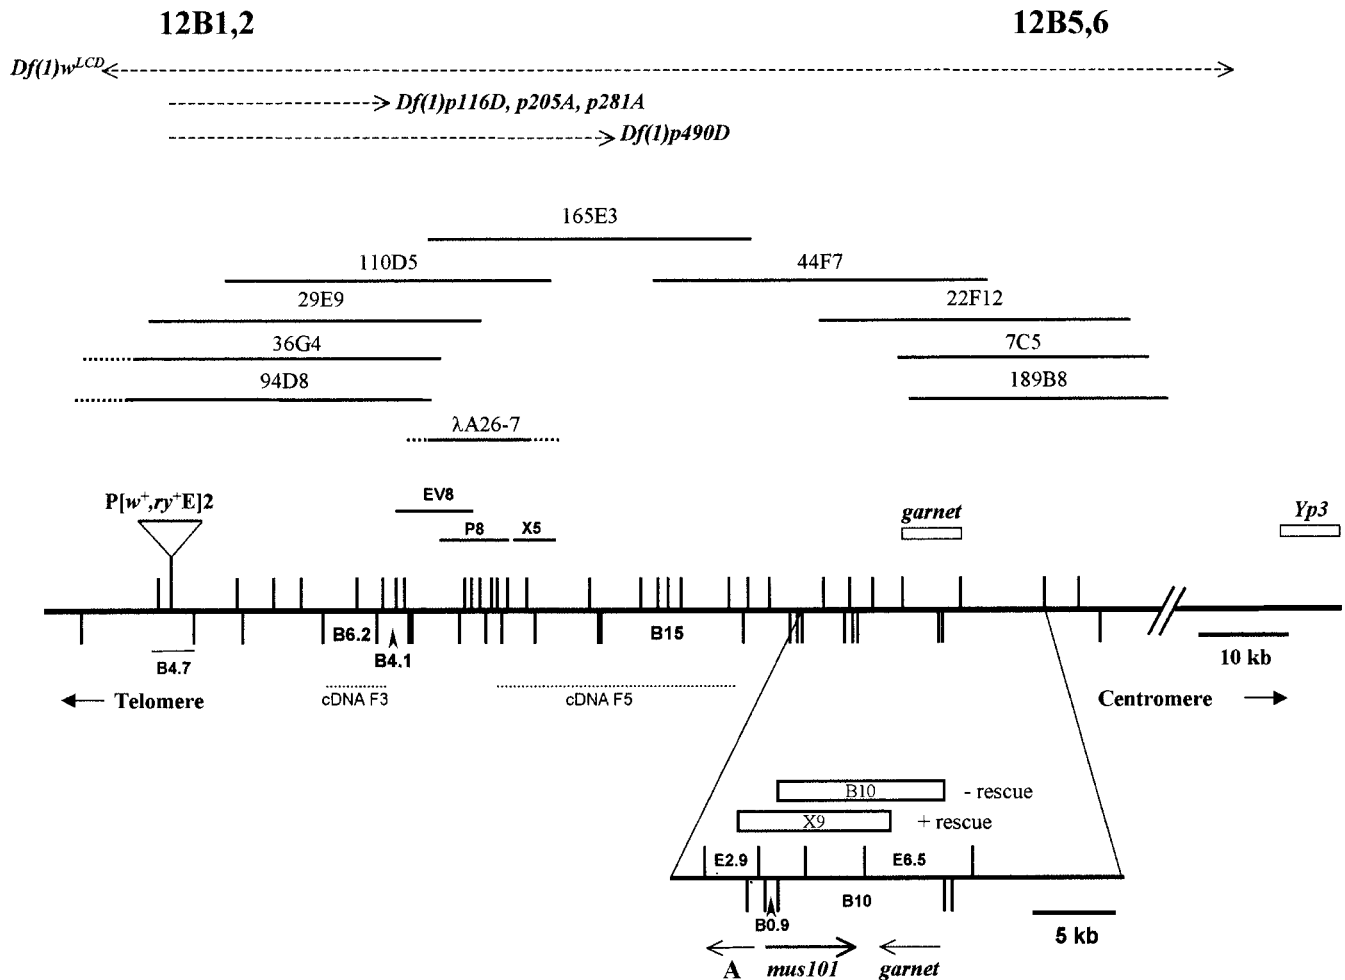 12B1,2 12B5,6
Df(1)w^LCD
Df(1)p116D, p205A, p281A
Df(1)p490D
165E3
110D5 44F7
29E9 22F12
36G4 7C5
94D8 189B8
λA26-7
EV8
P[w+,ry+E]2 P8 X5 garnet Yp3
B6.2 B15
B4.7 B4.1 10 kb
← Telomere cDNA F3 cDNA F5 Centromere →
B10 - rescue
X9 + rescue
E2.9 E6.5
B10
B0.9 5 kb
A mus101 garnet